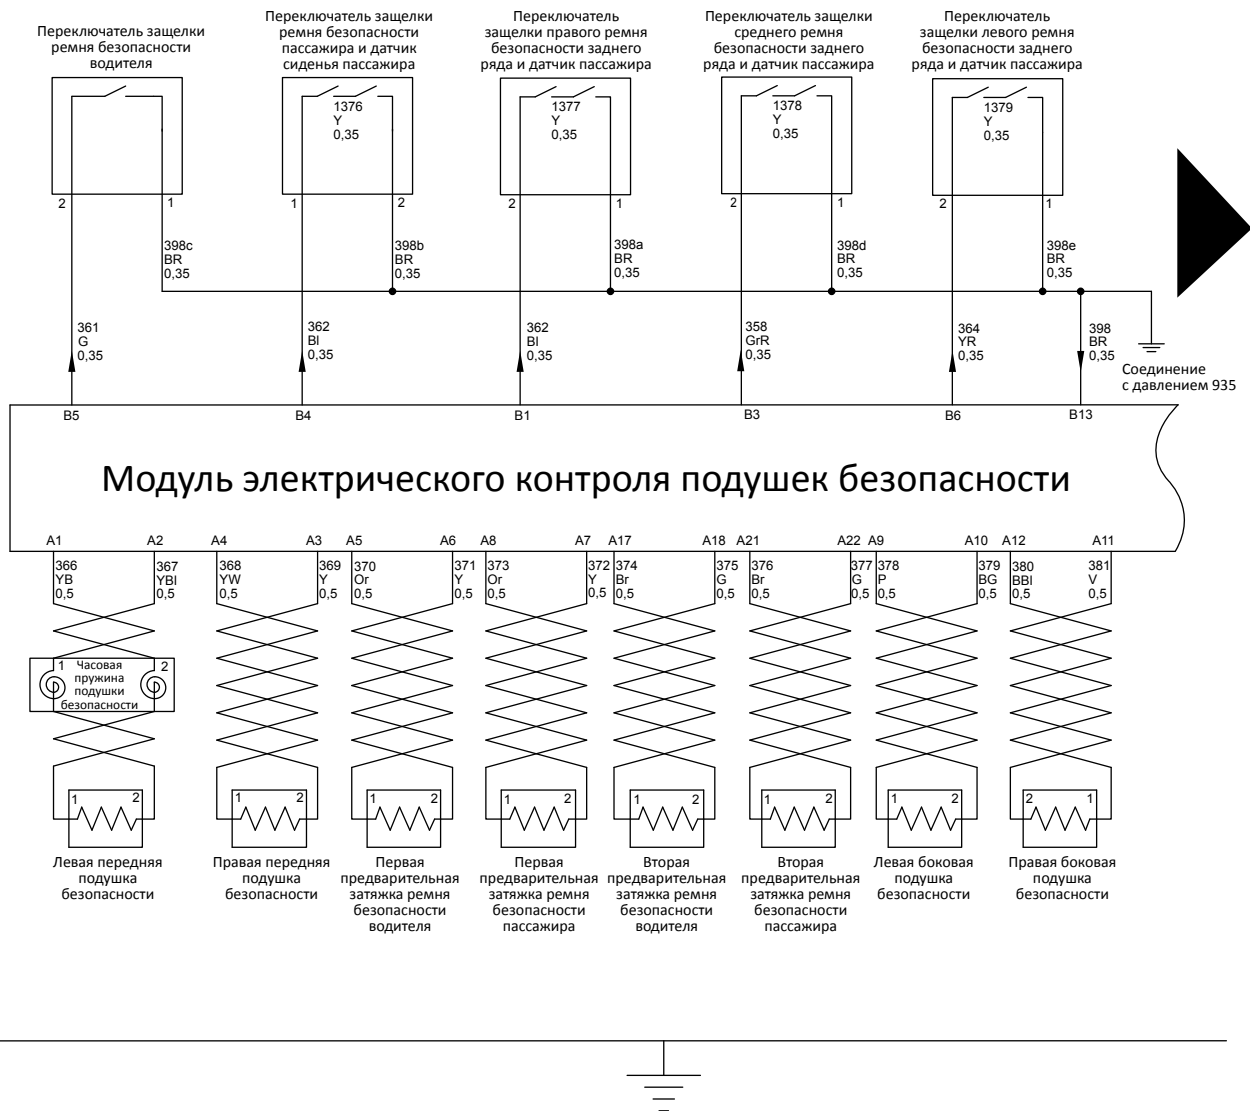 Переключатель защелки
ремня безопасности
водителя
Переключатель защелки
ремня безопасности
пассажира и датчик
сиденья пассажира
Переключатель
защелки правого ремня
безопасности заднего
ряда и датчик пассажира
Переключатель защелки
среднего ремня
безопасности заднего
ряда и датчик пассажира
Переключатель
защелки левого ремня
безопасности заднего
ряда и датчик пассажира
1376
Y
0,35
1377
Y
0,35
1378
Y
0,35
1379
Y
0,35
2 1
1 2
2 1
2 1
2 1
398c
BR
0,35
398b
BR
0,35
398a
BR
0,35
398d
BR
0,35
398e
BR
0,35
361
G
0,35
362
Bl
0,35
362
Bl
0,35
358
GrR
0,35
364
YR
0,35
398
BR
0,35
Соединение
с давлением 935
B5 B4 B1 B3 B6 B13
Модуль электрического контроля подушек безопасности
A1 A2 A4 A3 A5 A6 A8 A7 A17 A18 A21 A22 A9 A10 A12 A11
366
YB
0,5
367
YBl
0,5
368
YW
0,5
369
Y
0,5
370
Or
0,5
371
Y
0,5
373
Or
0,5
372
Y
0,5
374
Br
0,5
375
G
0,5
376
Br
0,5
377
G
0,5
378
P
0,5
379
BG
0,5
380
BBl
0,5
381
V
0,5
1 2
Часовая
пружина
подушки
безопасности
1 2
1 2
1 2
1 2
1 2
1 2
1 2
2 1
Левая передняя
подушка
безопасности
Правая передняя
подушка
безопасности
Первая
предварительная
затяжка ремня
безопасности
водителя
Первая
предварительная
затяжка ремня
безопасности
пассажира
Вторая
предварительная
затяжка ремня
безопасности
водителя
Вторая
предварительная
затяжка ремня
безопасности
пассажира
Левая боковая
подушка
безопасности
Правая боковая
подушка
безопасности